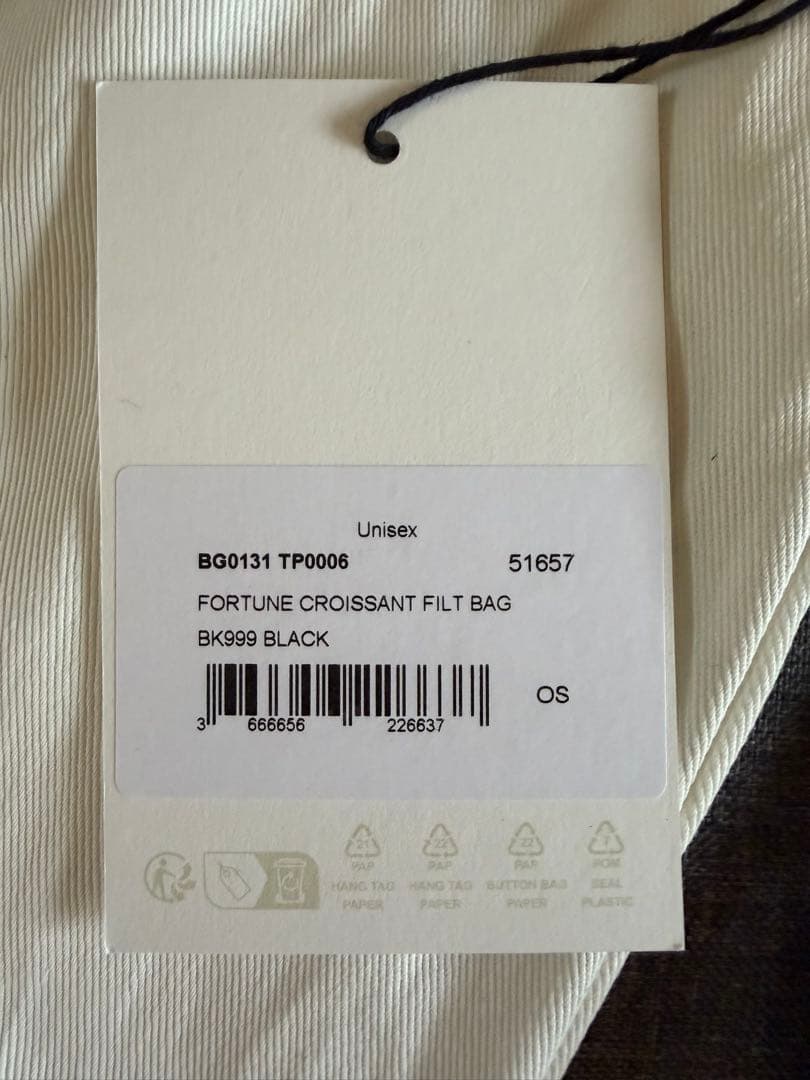 Unisex
BG0131 TP0006 51657
FORTUNE CROISSANT FILT BAG
BK999 BLACK
OS
3 666656 226637
21 22 22 7
PAP PAP PAP POM
HANG TAG HANG TAG BUTTON BAG SEAL
PAPER PAPER PAPER PLASTIC